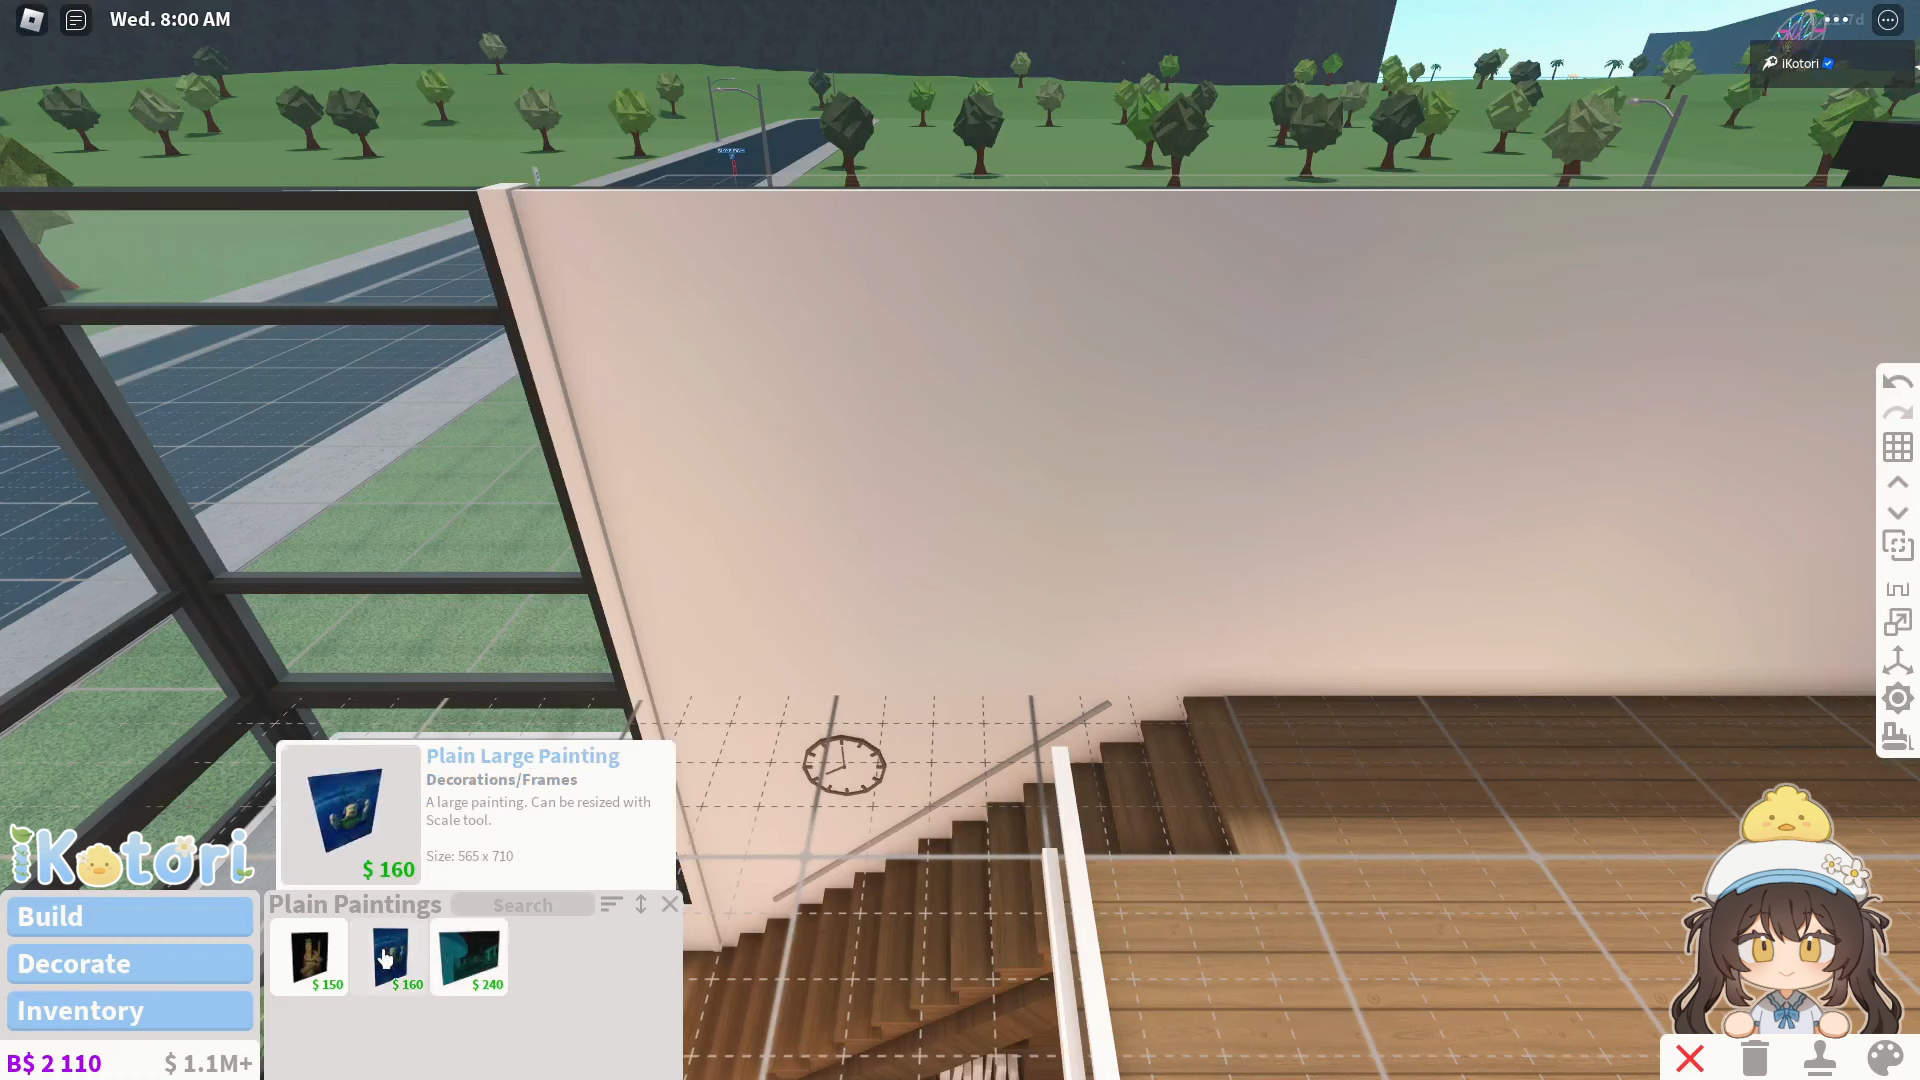 Wed. 8:00 AM
iKotori
Plain Large Painting
Decorations/Frames
A large painting. Can be resized with
Scale tool.
Size: 565 x 710
$ 160
iKotori
Plain Paintings
Search
$ 150
$ 160
$ 240
Build
Decorate
Inventory
B$ 2 110
$ 1.1M+